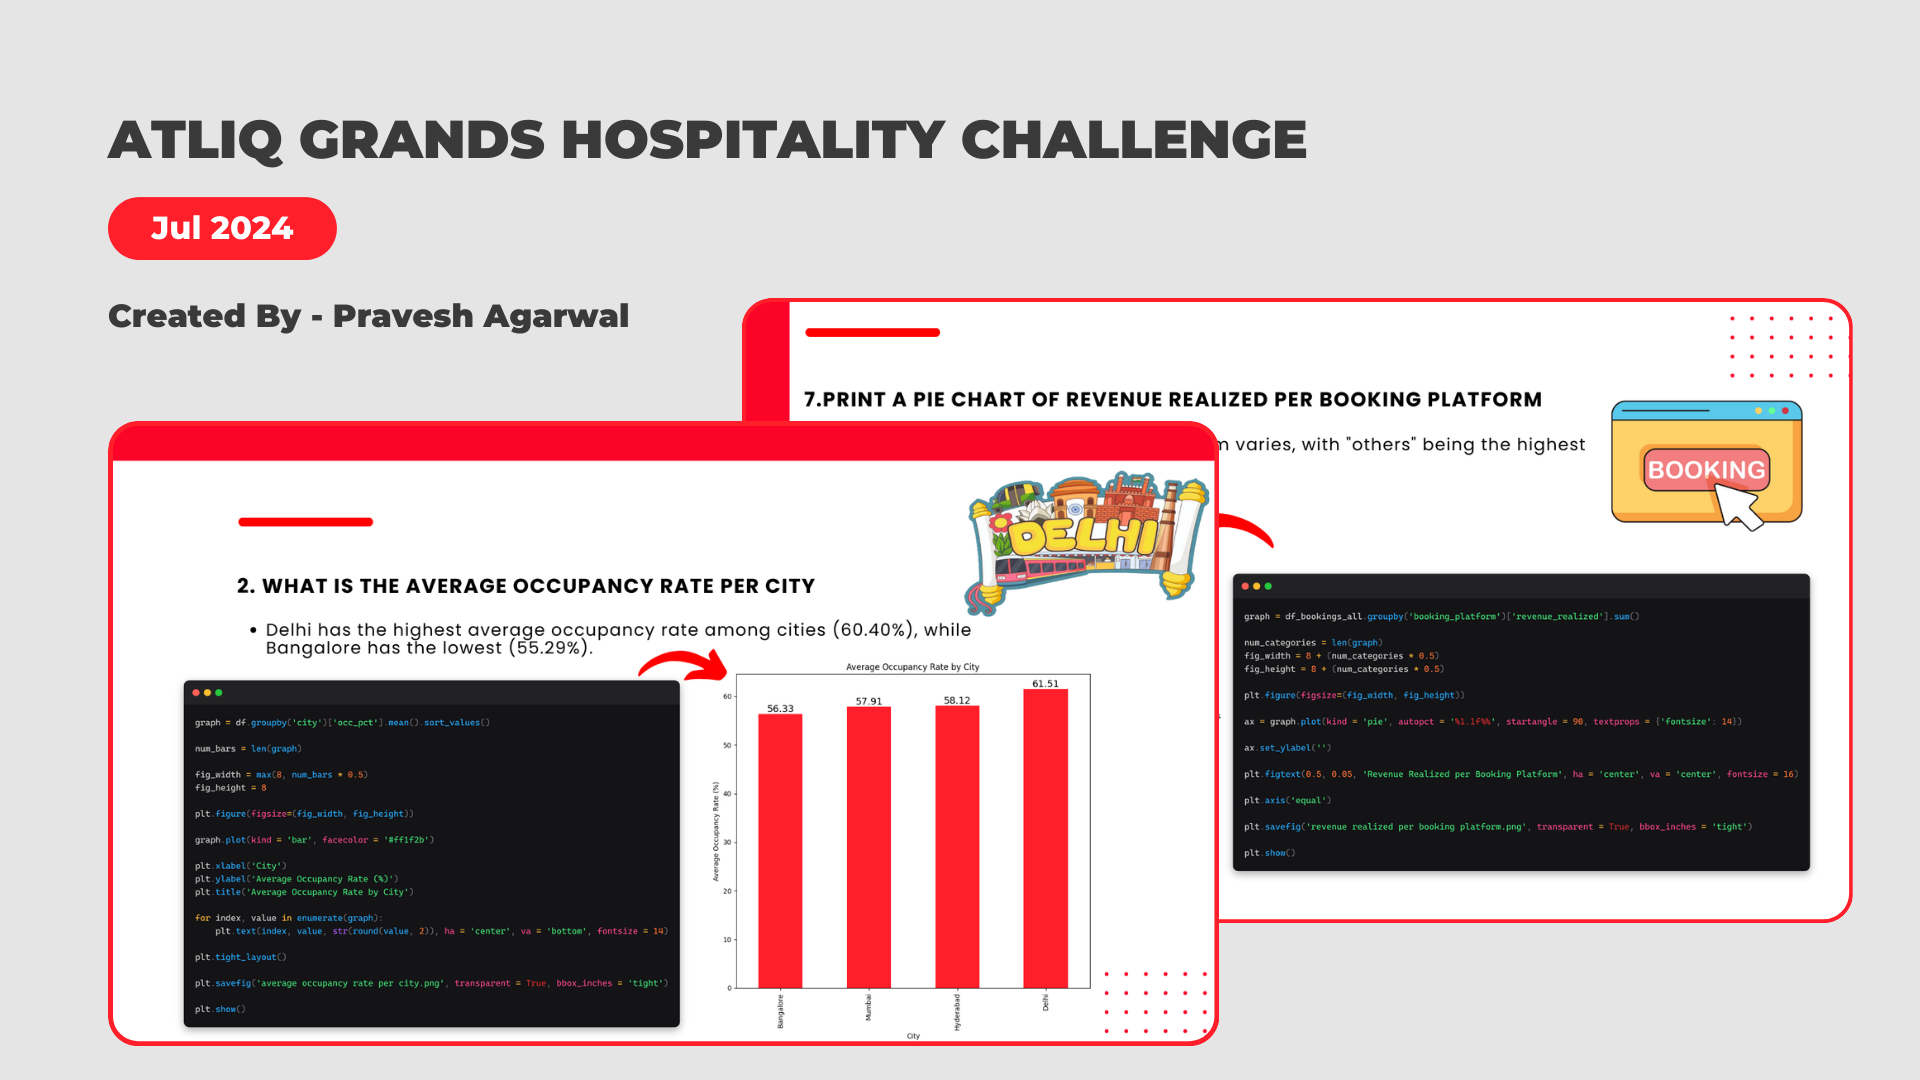 ATLIQ GRANDS HOSPITALITY CHALLENGE
Jul 2024
Created By - Pravesh Agarwal
7.PRINT A PIE CHART OF REVENUE REALIZED PER BOOKING PLATFORM
varies, with "others" being the highest
BOOKING
graph = df_bookings_all.groupby('booking_platform')['revenue_realized'].sum()
num_categories = len(graph)
fig_width = 8 + (num_categories * 0.5)
fig_height = 8 + (num_categories * 0.5)
plt.figure(figsize=(fig_width, fig_height))
ax = graph.plot(kind = 'pie', autopct = '%1.1f%%', startangle = 90, textprops = {'fontsize': 14})
ax.set_ylabel('')
plt.figtext(0.5, 0.05, 'Revenue Realized per Booking Platform', ha = 'center', va = 'center', fontsize = 16)
plt.axis('equal')
plt.savefig('revenue realized per booking platform.png', transparent = True, bbox_inches = 'tight')
plt.show()
DELHI
2. WHAT IS THE AVERAGE OCCUPANCY RATE PER CITY
• Delhi has the highest average occupancy rate among cities (60.40%), while
Bangalore has the lowest (55.29%).
graph = df.groupby('city')['occ_pct'].mean().sort_values()
num_bars = len(graph)
fig_width = max(8, num_bars * 0.5)
fig_height = 8
plt.figure(figsize=(fig_width, fig_height))
graph.plot(kind = 'bar', facecolor = '#ff1f2b')
plt.xlabel('City')
plt.ylabel('Average Occupancy Rate (%)')
plt.title('Average Occupancy Rate by City')
for index, value in enumerate(graph):
    plt.text(index, value, str(round(value, 2)), ha = 'center', va = 'bottom', fontsize = 14)
plt.tight_layout()
plt.savefig('average occupancy rate per city.png', transparent = True, bbox_inches = 'tight')
plt.show()
Average Occupancy Rate by City
Average Occupancy Rate (%)
60
50
40
30
20
10
0
56.33
57.91
58.12
61.51
Bangalore
Mumbai
Hyderabad
Delhi
City